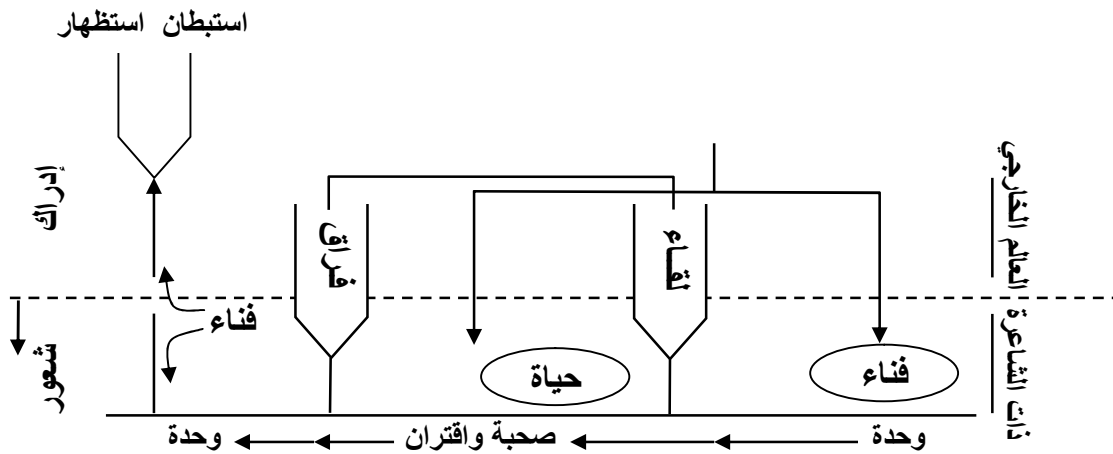 استبطان استظهار
العالم الخارجي
إدراك
لقاء
فراق
ذات الشاعرة
شعور
فناء
حياة
فناء
وحدة
صحبة واقتران
وحدة